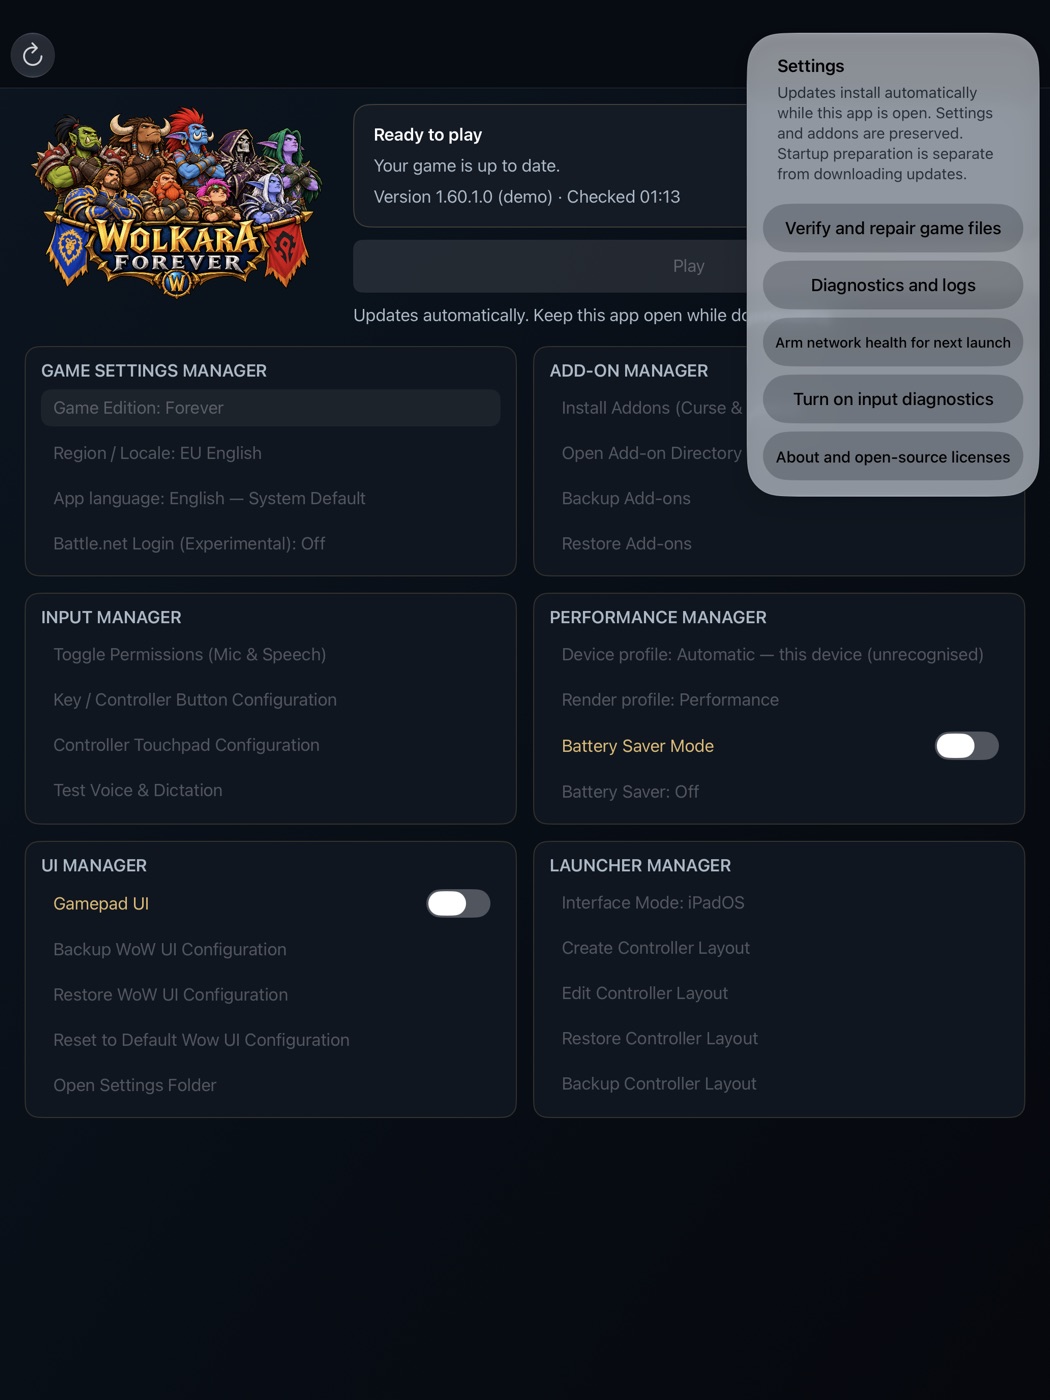 WOLKARA
FOREVER
W
Ready to play
Your game is up to date.
Version 1.60.1.0 (demo) · Checked 01:13
Play
Updates automatically. Keep this app open while
Settings
Updates install automatically
while this app is open. Settings
and addons are preserved.
Startup preparation is separate
from downloading updates.
Verify and repair game files
Diagnostics and logs
Arm network health for next launch
Turn on input diagnostics
About and open-source licenses
GAME SETTINGS MANAGER
Game Edition: Forever
Region / Locale: EU English
App language: English — System Default
Battle.net Login (Experimental): Off
ADD-ON MANAGER
Install Addons (Curse &
Open Add-on Directory
Backup Add-ons
Restore Add-ons
INPUT MANAGER
Toggle Permissions (Mic & Speech)
Key / Controller Button Configuration
Controller Touchpad Configuration
Test Voice & Dictation
PERFORMANCE MANAGER
Device profile: Automatic — this device (unrecognised)
Render profile: Performance
Battery Saver Mode
Battery Saver: Off
UI MANAGER
Gamepad UI
Backup WoW UI Configuration
Restore WoW UI Configuration
Reset to Default Wow UI Configuration
Open Settings Folder
LAUNCHER MANAGER
Interface Mode: iPadOS
Create Controller Layout
Edit Controller Layout
Restore Controller Layout
Backup Controller Layout